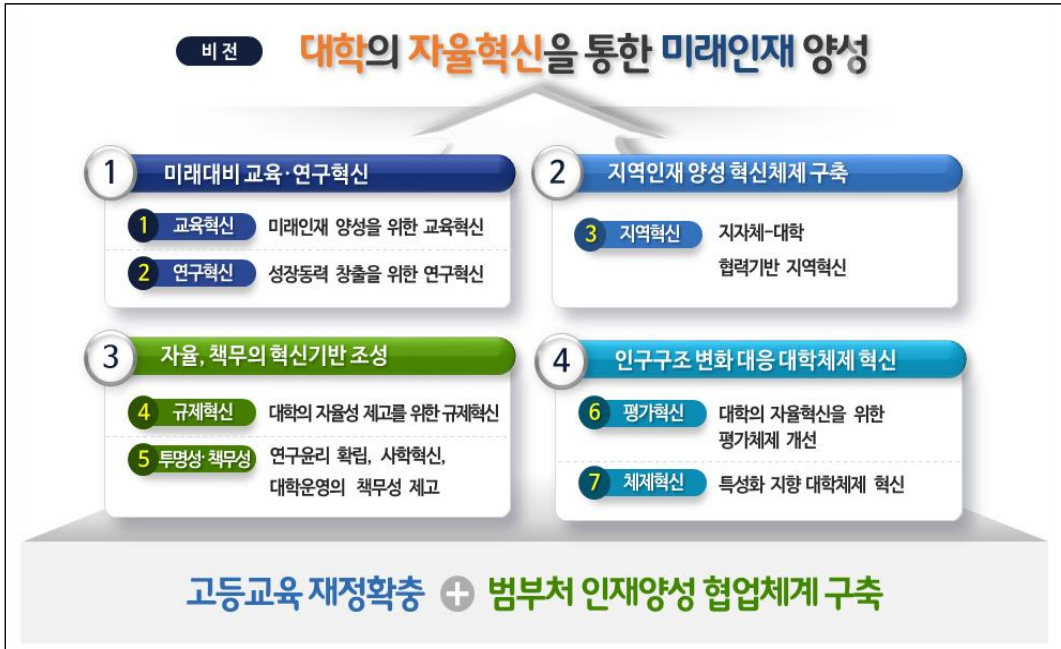 비전 대학의 자율혁신을 통한 미래인재 양성
1 미래대비 교육·연구혁신
1 교육혁신 미래인재 양성을 위한 교육혁신
2 연구혁신 성장동력 창출을 위한 연구혁신
2 지역인재 양성 혁신체제 구축
3 지역혁신 지자체-대학
협력기반 지역혁신
3 자율, 책무의 혁신기반 조성
4 규제혁신 대학의 자율성 제고를 위한 규제혁신
5 투명성·책무성 연구윤리 확립, 사학혁신,
대학운영의 책무성 제고
4 인구구조 변화 대응 대학체제 혁신
6 평가혁신 대학의 자율혁신을 위한
평가체제 개선
7 체제혁신 특성화 지향 대학체제 혁신
고등교육 재정확충 + 범부처 인재양성 협업체계 구축